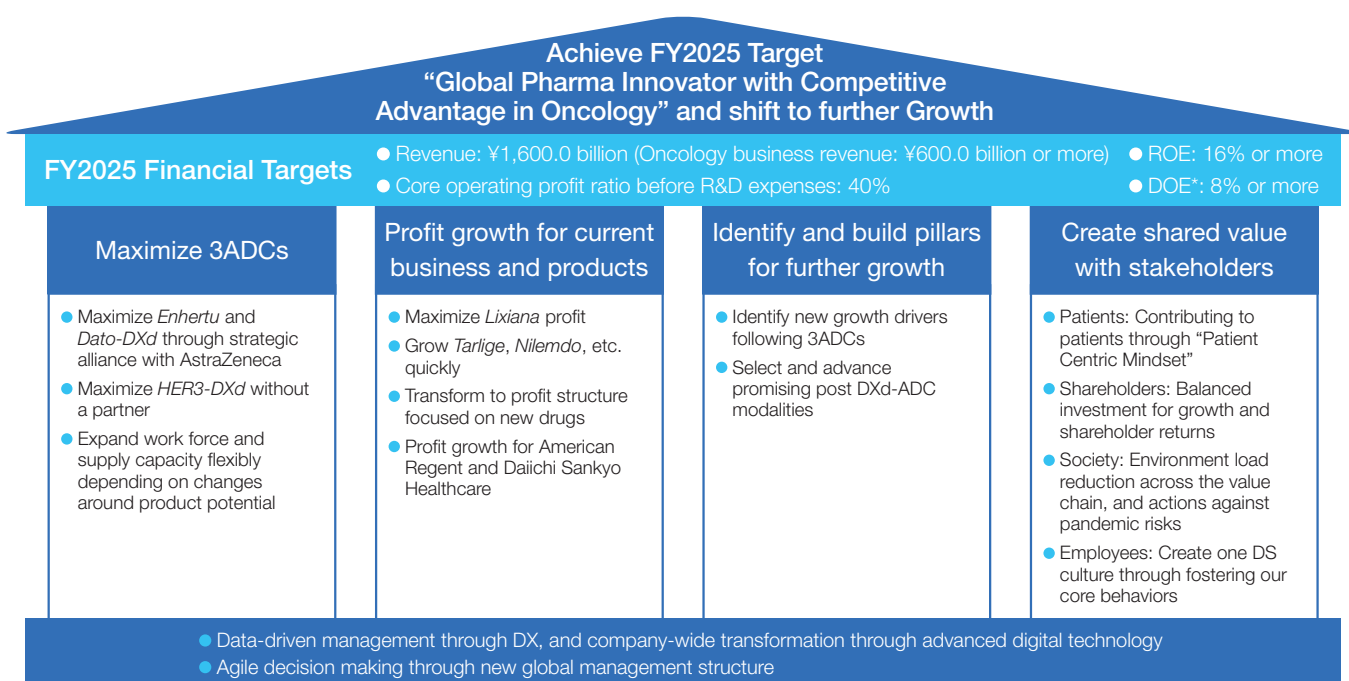 Achieve FY2025 Target
“Global Pharma Innovator with Competitive
Advantage in Oncology” and shift to further Growth
FY2025 Financial Targets
● Revenue: ¥1,600.0 billion (Oncology business revenue: ¥600.0 billion or more)
● ROE: 16% or more
● Core operating profit ratio before R&D expenses: 40%
● DOE*: 8% or more
Maximize 3ADCs
● Maximize Enhertu and
Dato-DXd through strategic
alliance with AstraZeneca
● Maximize HER3-DXd without
a partner
● Expand work force and
supply capacity flexibly
depending on changes
around product potential
Profit growth for current
business and products
● Maximize Lixiana profit
● Grow Tarlige, Nilemdo, etc.
quickly
● Transform to profit structure
focused on new drugs
● Profit growth for American
Regent and Daiichi Sankyo
Healthcare
Identify and build pillars
for further growth
● Identify new growth drivers
following 3ADCs
● Select and advance
promising post DXd-ADC
modalities
Create shared value
with stakeholders
● Patients: Contributing to
patients through “Patient
Centric Mindset”
● Shareholders: Balanced
investment for growth and
shareholder returns
● Society: Environment load
reduction across the value
chain, and actions against
pandemic risks
● Employees: Create one DS
culture through fostering our
core behaviors
● Data-driven management through DX, and company-wide transformation through advanced digital technology
● Agile decision making through new global management structure